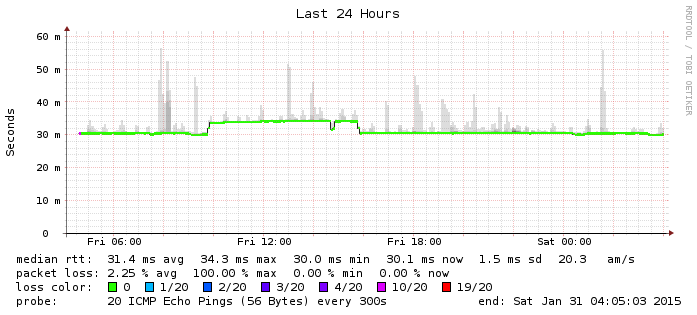 Last 24 Hours
RRDTOOL / TOBI OETIKER
Seconds
60 m
50 m
40 m
30 m
20 m
10 m
0
Fri 06:00 Fri 12:00 Fri 18:00 Sat 00:00
median rtt: 31.4 ms avg 34.3 ms max 30.0 ms min 30.1 ms now 1.5 ms sd 20.3 am/s
packet loss: 2.25 % avg 100.00 % max 0.00 % min 0.00 % now
loss color: 0 1/20 2/20 3/20 4/20 10/20 19/20
probe: 20 ICMP Echo Pings (56 Bytes) every 300s end: Sat Jan 31 04:05:03 2015